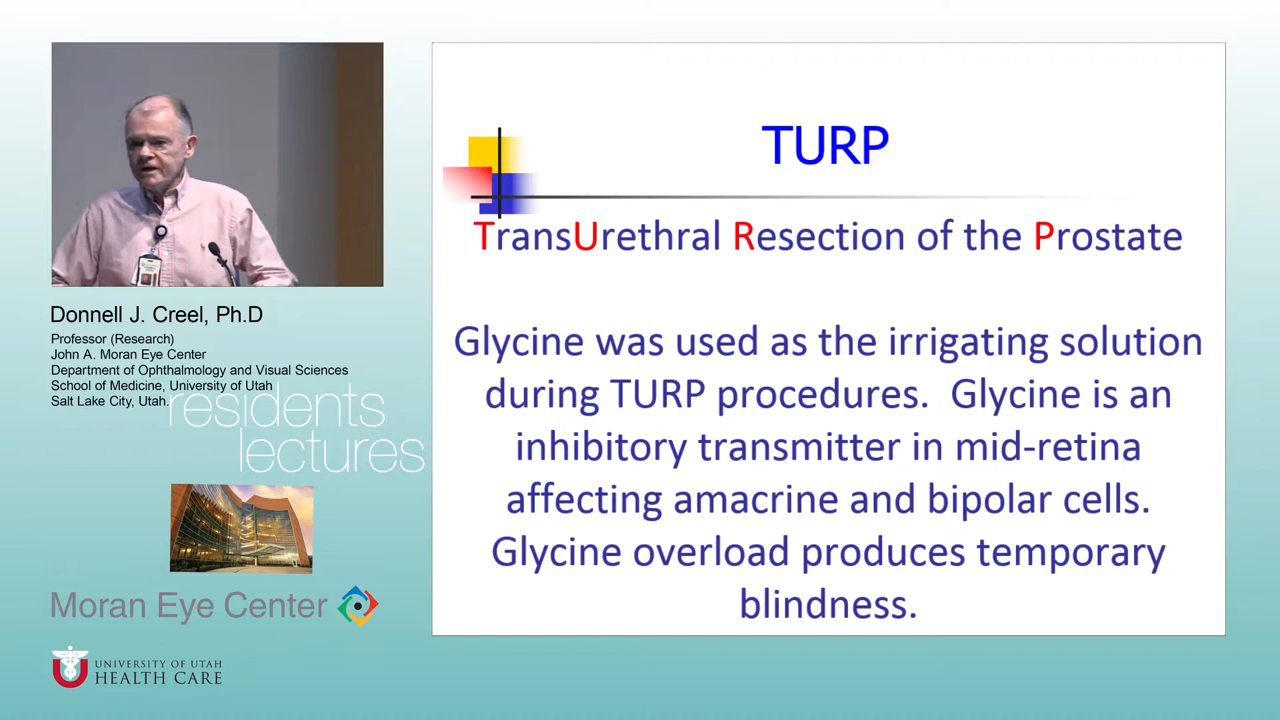 Donnell J. Creel, Ph.D
Professor (Research)
John A. Moran Eye Center
Department of Ophthalmology and Visual Sciences
School of Medicine, University of Utah
Salt Lake City, Utah.
residents
lectures
Moran Eye Center
UNIVERSITY OF UTAH
HEALTH CARE
TURP
TransUrethral Resection of the Prostate
Glycine was used as the irrigating solution
during TURP procedures.  Glycine is an
inhibitory transmitter in mid-retina
affecting amacrine and bipolar cells.
Glycine overload produces temporary
blindness.